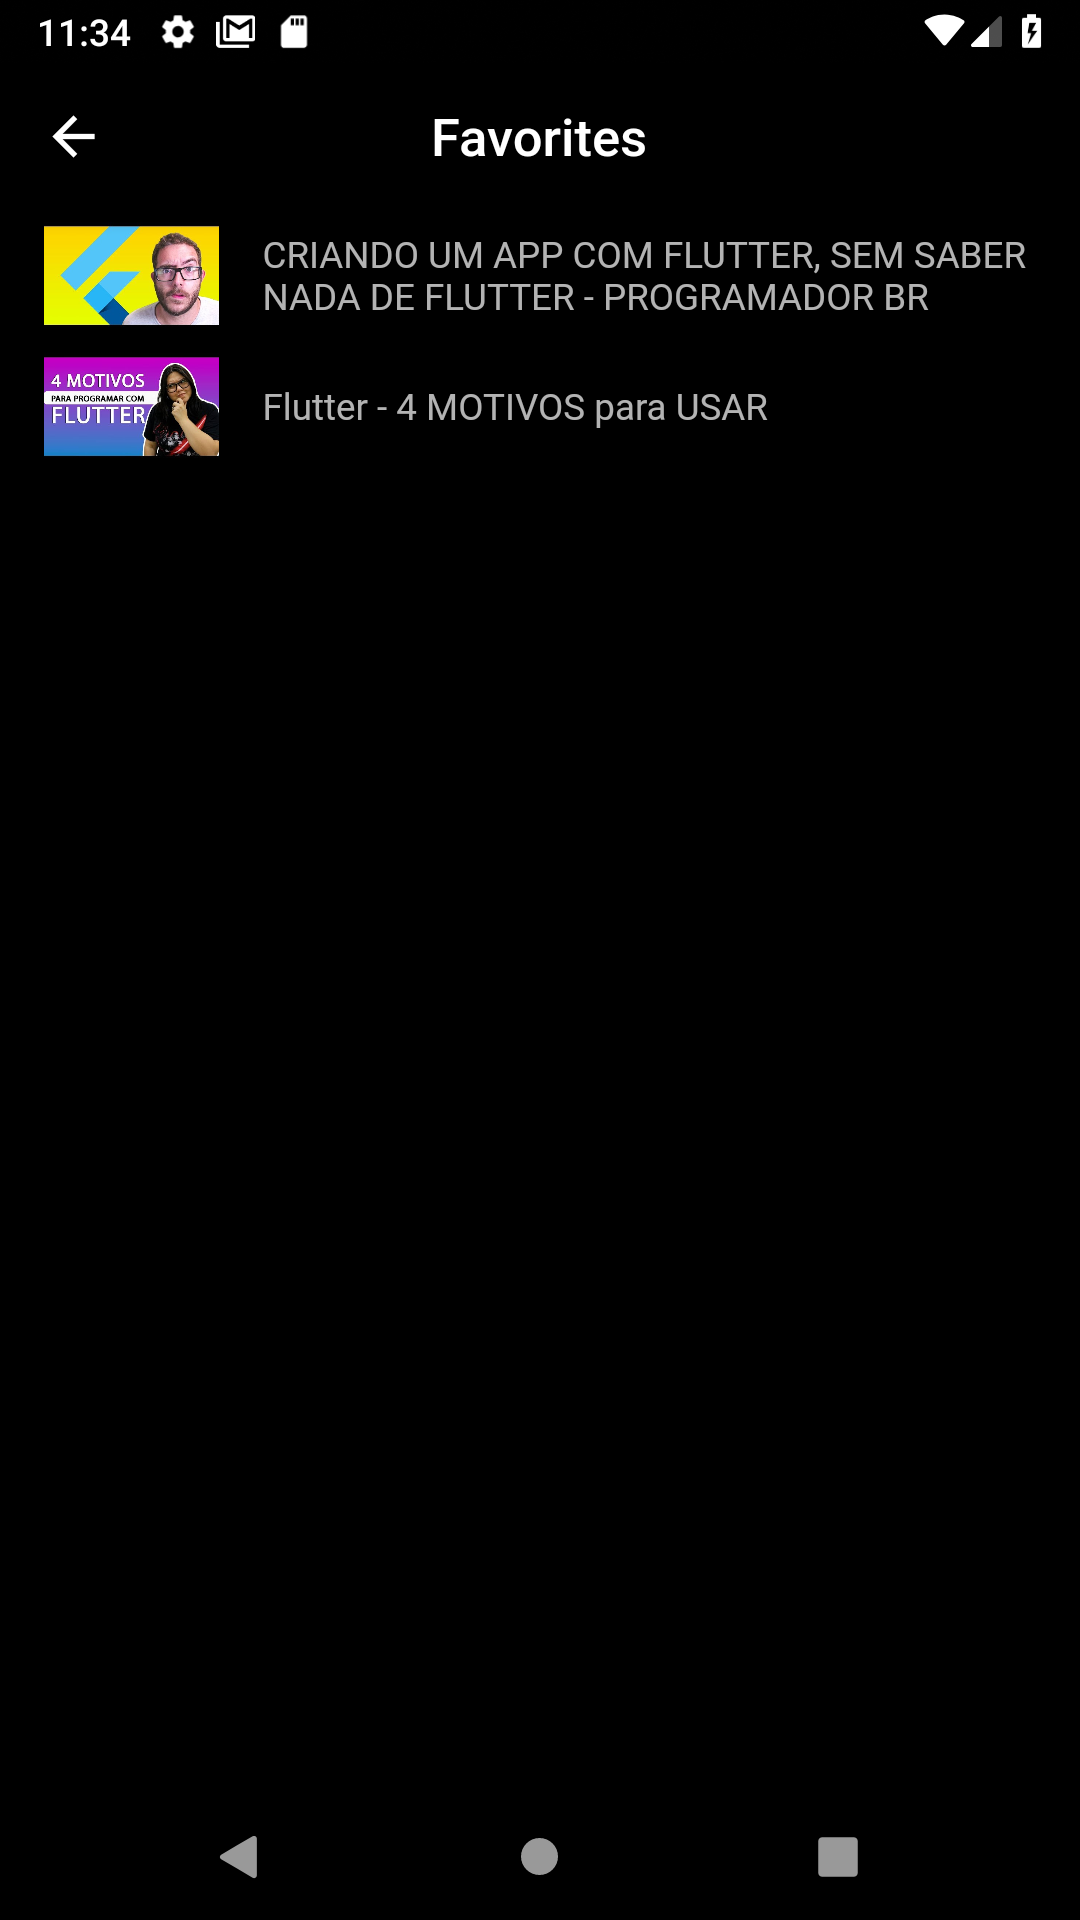 11:34
Favorites
CRIANDO UM APP COM FLUTTER, SEM SABER
NADA DE FLUTTER - PROGRAMADOR BR
4 MOTIVOS
PARA PROGRAMAR COM
FLUTTER
Flutter - 4 MOTIVOS para USAR